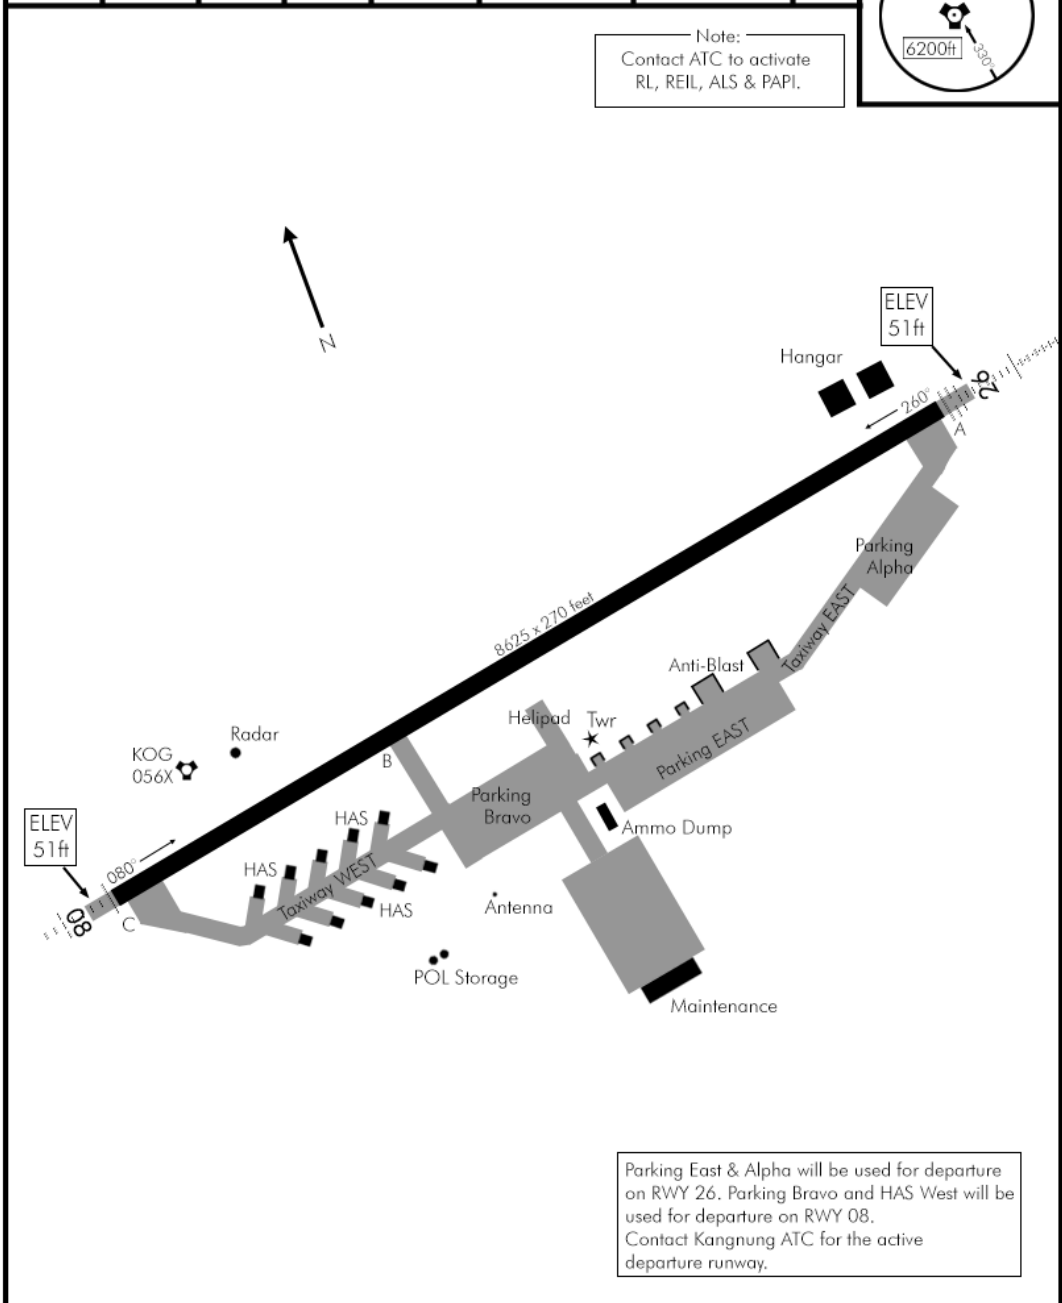 Note:
Contact ATC to activate
RL, REIL, ALS & PAPI.
6200ft
330°
N
ELEV
51ft
Hangar
26
260°
A
Parking
Alpha
8625 x 270 feet
Taxiway EAST
Anti-Blast
Helipad
Twr
Radar
KOG
056X
B
Parking EAST
Parking
Bravo
HAS
ELEV
51ft
Ammo Dump
080°
HAS
Taxiway WEST
HAS
Antenna
08
C
POL Storage
Maintenance
Parking East & Alpha will be used for departure
on RWY 26. Parking Bravo and HAS West will be
used for departure on RWY 08.
Contact Kangnung ATC for the active
departure runway.